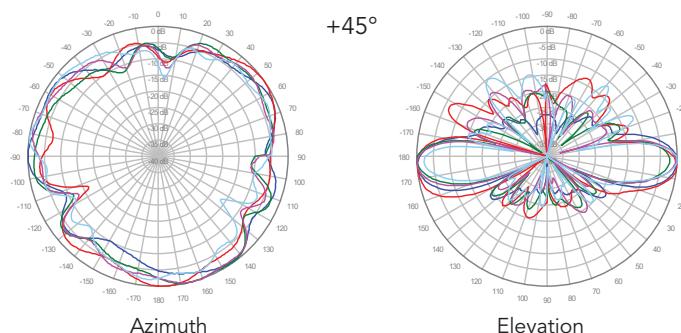 +45°
-40 -30 -20 -10 0 10 20 30 40
-50 50
-60 60
-70 70
-80 80
-90 90
-100 100
-110 110
-120 120
-130 130
-140 140
-150 150
-160 -170 180 170 160
0 dB
-5 dB
-10 dB
-15 dB
-20 dB
-25 dB
-30 dB
-35 dB
-40 dB
Azimuth
-130 -120 -110 -100 -90 -80 -70 -60 -50
-140 -40
-150 -30
-160
-170
180
170
160
150 30
140 40
130 120 110 100 90 80 70 60 50
0 dB
-5 dB
-10 dB
-15 dB
Elevation